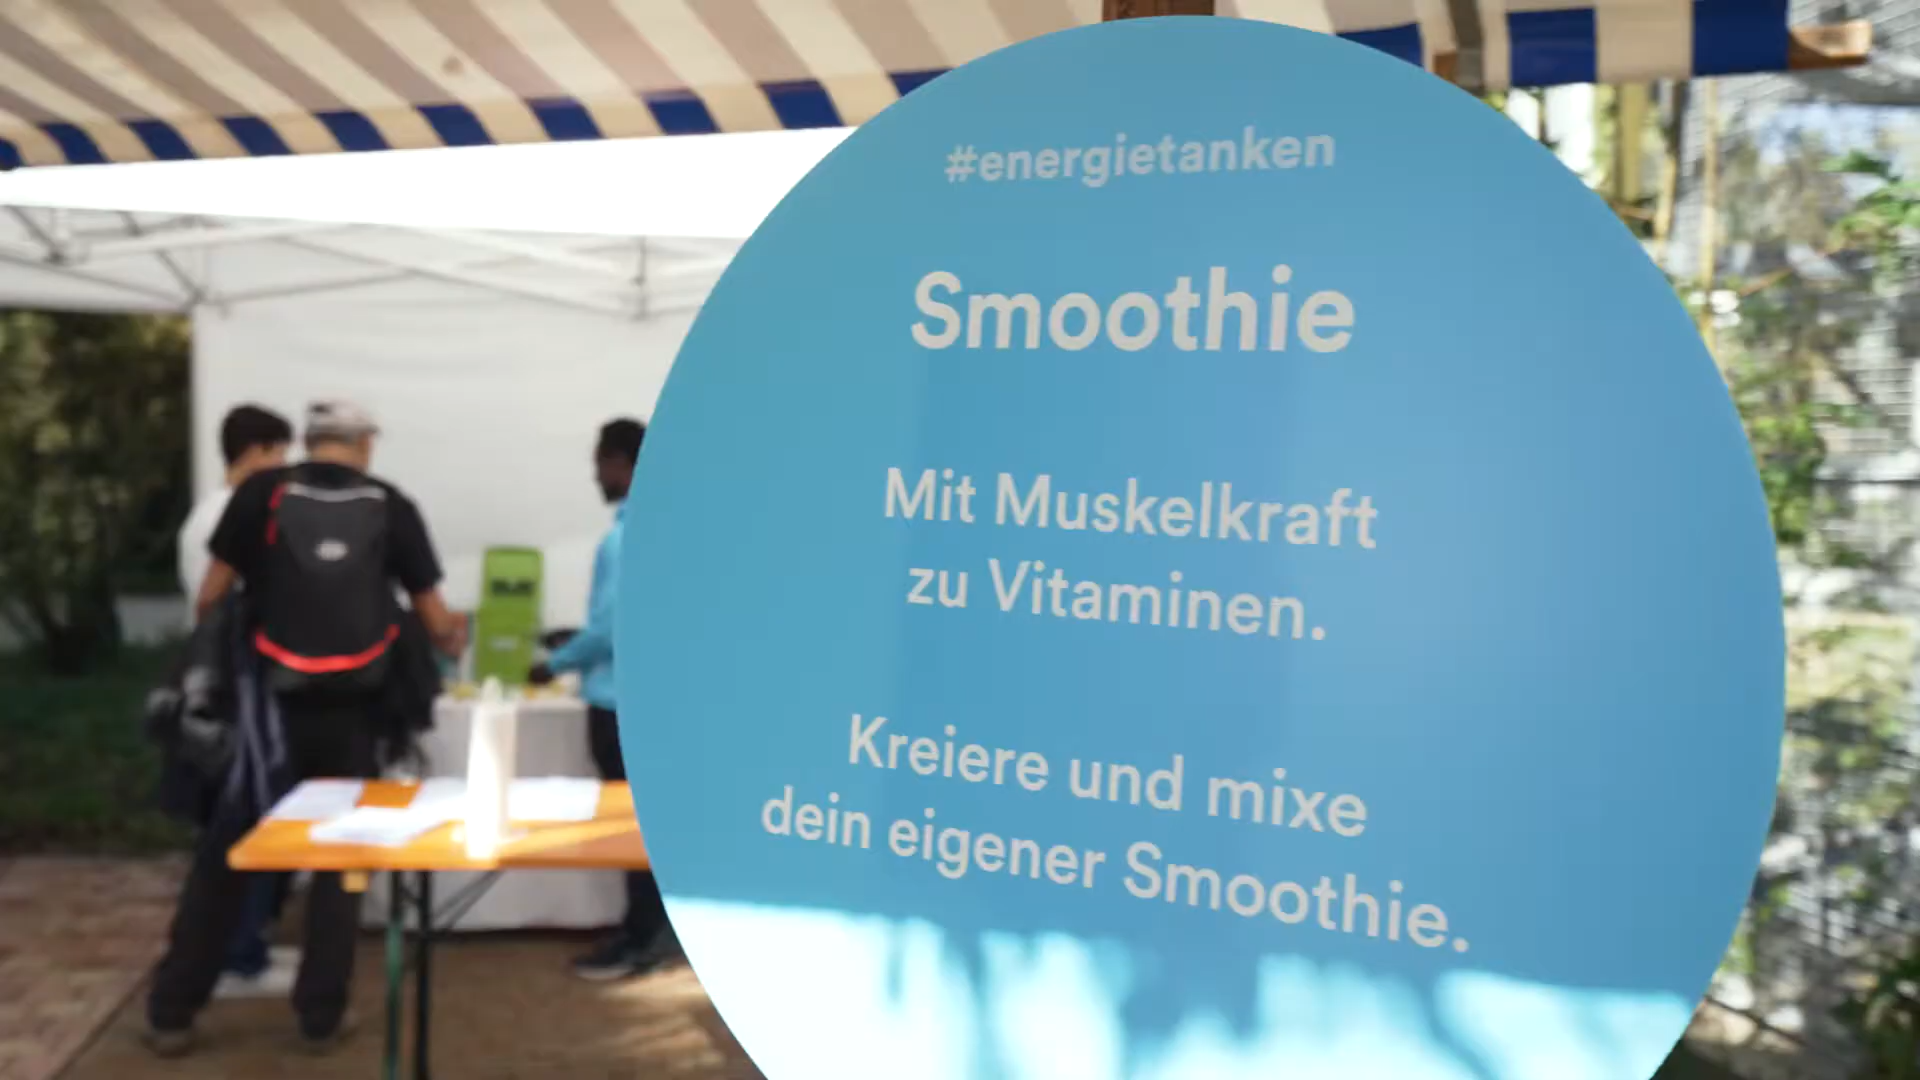 #energietanken
Smoothie
Mit Muskelkraft
zu Vitaminen.
Kreiere und mixe
dein eigener Smoothie.